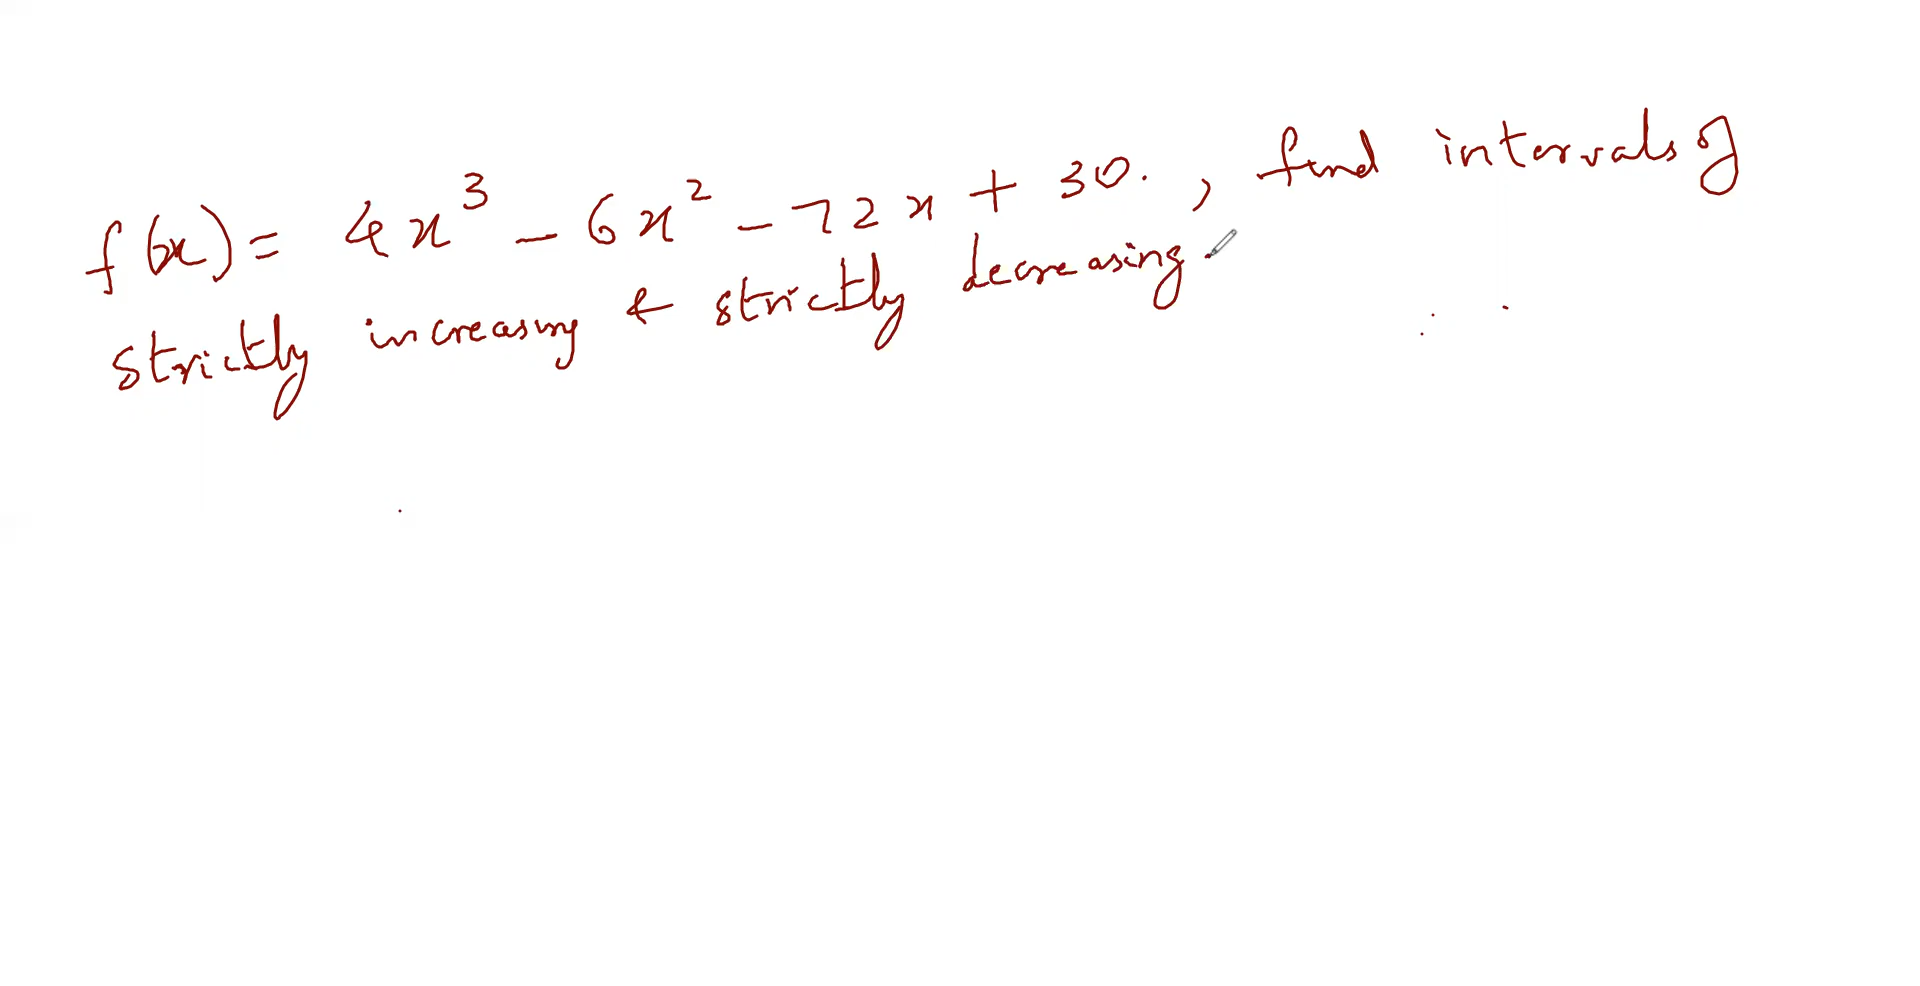 f(x) = 4x³ - 6x² - 72x + 30. , find intervals of
strictly increasing & strictly decreasing.